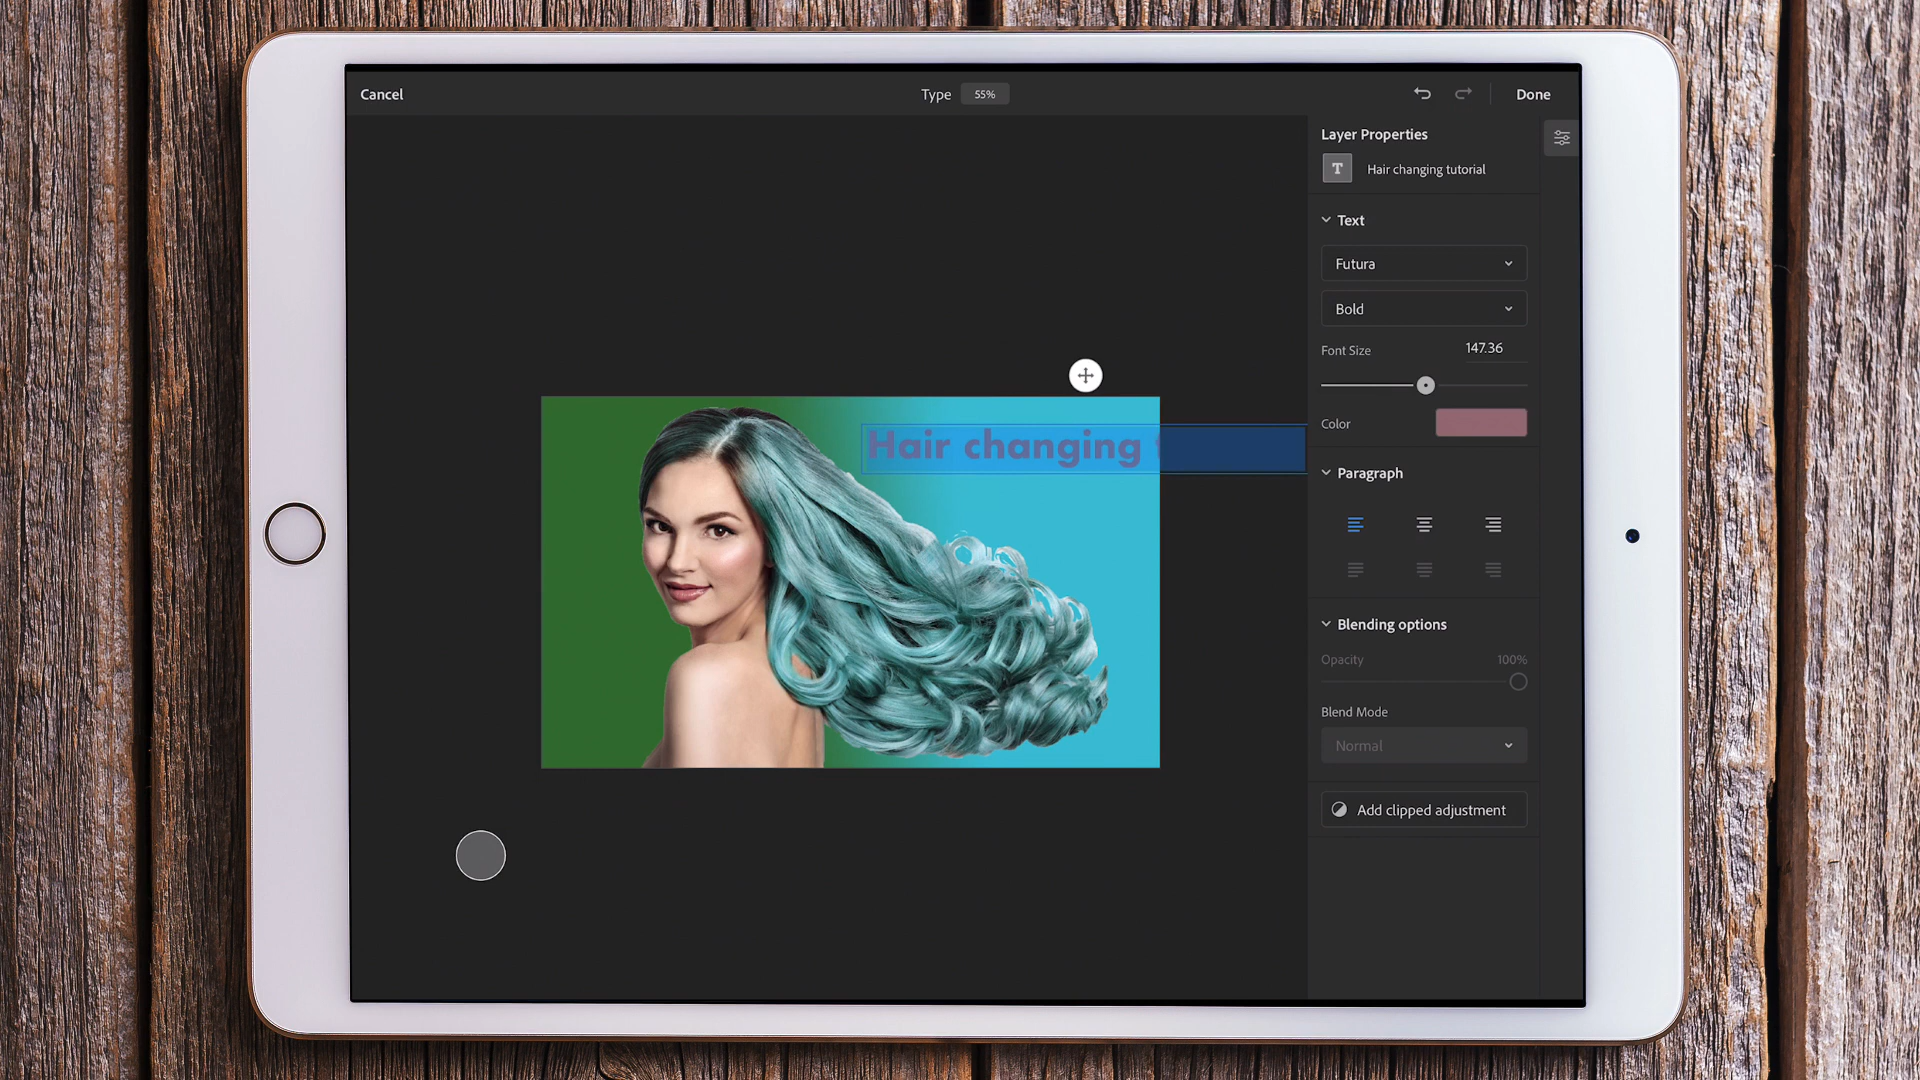 Cancel
Type 55%
Done
Layer Properties
T Hair changing tutorial
Text
Futura
Bold
Font Size 147.36
Color
Hair changing t
Paragraph
Blending options
Opacity 100%
Blend Mode
Normal
Add clipped adjustment